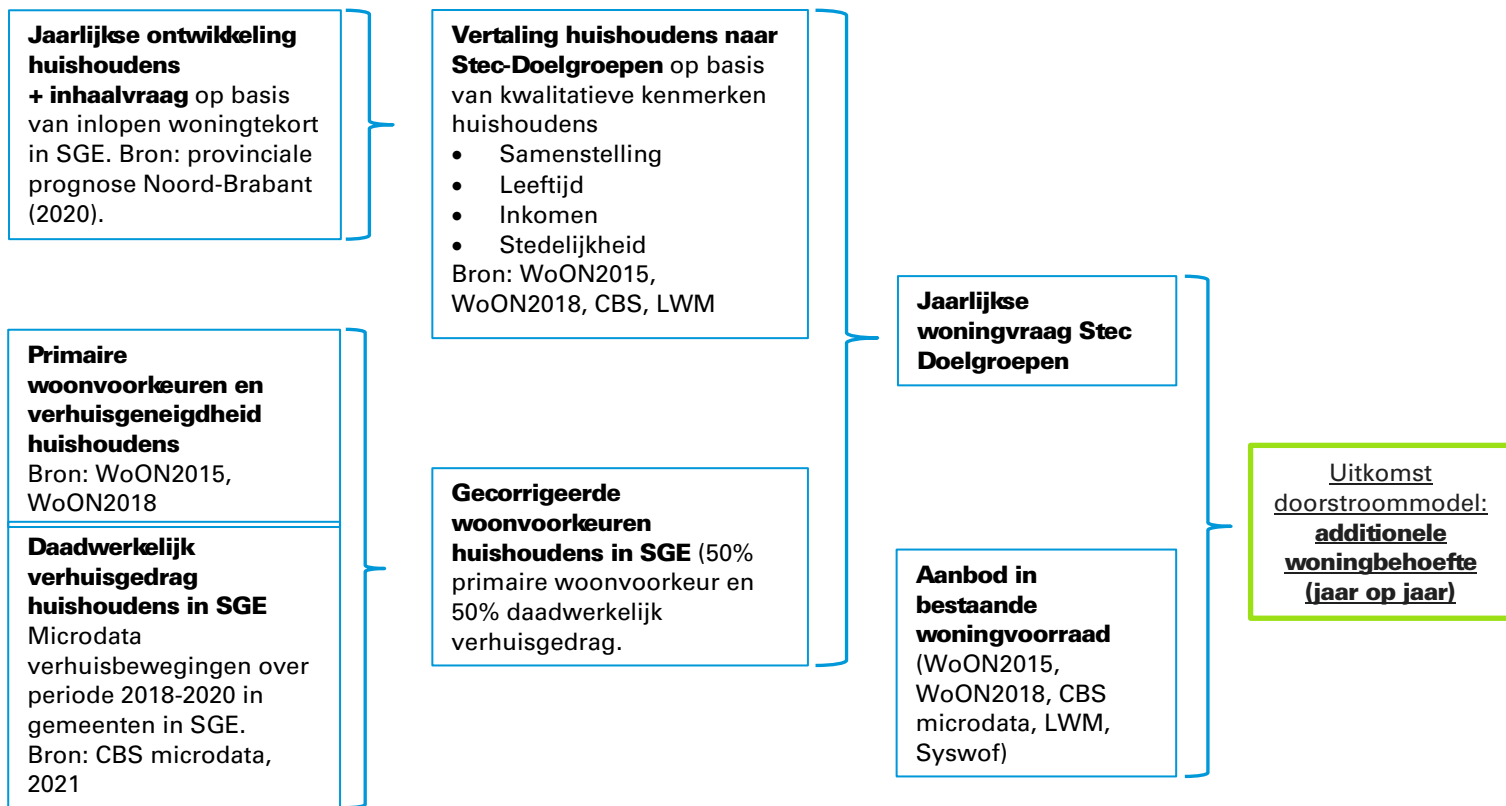 Jaarlijkse ontwikkeling
huishoudens
+ inhaalvraag op basis
van inlopen woningtekort
in SGE. Bron: provinciale
prognose Noord-Brabant
(2020).
Primaire
woonvoorkeuren en
verhuisgeneigdheid
huishoudens
Bron: WoON2015,
WoON2018
Daadwerkelijk
verhuisgedrag
huishoudens in SGE
Microdata
verhuisbewegingen over
periode 2018-2020 in
gemeenten in SGE.
Bron: CBS microdata,
2021
Vertaling huishoudens naar
Stec-Doelgroepen op basis
van kwalitatieve kenmerken
huishoudens
• Samenstelling
• Leeftijd
• Inkomen
• Stedelijkheid
Bron: WoON2015,
WoON2018, CBS, LWM
Gecorrigeerde
woonvoorkeuren
huishoudens in SGE (50%
primaire woonvoorkeur en
50% daadwerkelijk
verhuisgedrag.
Jaarlijkse
woningvraag Stec
Doelgroepen
Aanbod in
bestaande
woningvoorraad
(WoON2015,
WoON2018, CBS
microdata, LWM,
Syswof)
Uitkomst
doorstroommodel:
additionele
woningbehoefte
(jaar op jaar)